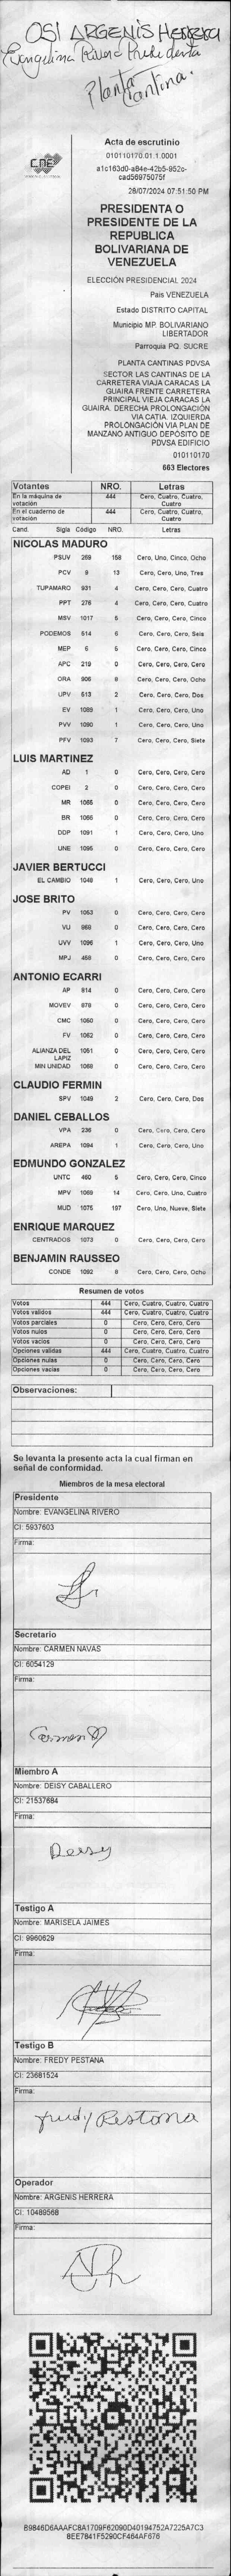 OSI ARGENIS HERRERA
Evangelina Presidenta
Planta
Cantina.
CNE
Acta de escrutinio
010110170.01.1.0001
a1c163d0-a84e-42b5-952c-
cad56975075f
28/07/2024 07:51:50 PM
PRESIDENTA O
PRESIDENTE DE LA
REPUBLICA
BOLIVARIANA DE
VENEZUELA
ELECCIÓN PRESIDENCIAL 2024
Pais VENEZUELA
Estado DISTRITO CAPITAL
Municipio MP. BOLIVARIANO
LIBERTADOR
Parroquia PQ. SUCRE
PLANTA CANTINAS PDVSA
SECTOR LAS CANTINAS DE LA
CARRETERA VIAJA CARACAS LA
GUAIRA FRENTE CARRETERA
PRINCIPAL VIEJA CARACAS LA
GUAIRA. DERECHA PROLONGACIÓN
VIA CATIA. IZQUIERDA
PROLONGACIÓN VIA PLAN DE
MANZANO ANTIGUO DEPÓSITO DE
PDVSA EDIFICIO
010110170
663 Electores
Votantes NRO. Letras
En la máquina de votación 444 Cero, Cuatro, Cuatro, Cuatro
En el cuaderno de votación 444 Cero, Cuatro, Cuatro, Cuatro
Cand. Sigla Código NRO. Letras
NICOLAS MADURO
PSUV 269 158 Cero, Uno, Cinco, Ocho
PCV 9 13 Cero, Cero, Uno, Tres
TUPAMARO 931 4 Cero, Cero, Cero, Cuatro
PPT 276 4 Cero, Cero, Cero, Cuatro
MSV 1017 5 Cero, Cero, Cero, Cinco
PODEMOS 514 6 Cero, Cero, Cero, Seis
MEP 6 5 Cero, Cero, Cero, Cinco
APC 219 0 Cero, Cero, Cero, Cero
ORA 906 8 Cero, Cero, Cero, Ocho
UPV 513 2 Cero, Cero, Cero, Dos
EV 1089 1 Cero, Cero, Cero, Uno
PVV 1090 1 Cero, Cero, Cero, Uno
PFV 1093 7 Cero, Cero, Cero, Siete
LUIS MARTINEZ
AD 1 0 Cero, Cero, Cero, Cero
COPEI 2 0 Cero, Cero, Cero, Cero
MR 1065 0 Cero, Cero, Cero, Cero
BR 1066 0 Cero, Cero, Cero, Cero
DDP 1091 1 Cero, Cero, Cero, Uno
UNE 1095 0 Cero, Cero, Cero, Cero
JAVIER BERTUCCI
EL CAMBIO 1048 1 Cero, Cero, Cero, Uno
JOSE BRITO
PV 1053 0 Cero, Cero, Cero, Cero
VU 969 0 Cero, Cero, Cero, Cero
UVV 1096 1 Cero, Cero, Cero, Uno
MPJ 458 0 Cero, Cero, Cero, Cero
ANTONIO ECARRI
AP 814 0 Cero, Cero, Cero, Cero
MOVEV 879 0 Cero, Cero, Cero, Cero
CMC 1050 0 Cero, Cero, Cero, Cero
FV 1062 0 Cero, Cero, Cero, Cero
ALIANZA DEL LAPIZ 1051 0 Cero, Cero, Cero, Cero
MIN UNIDAD 1068 0 Cero, Cero, Cero, Cero
CLAUDIO FERMIN
SPV 1049 2 Cero, Cero, Cero, Dos
DANIEL CEBALLOS
VPA 236 0 Cero, Cero, Cero, Cero
AREPA 1094 1 Cero, Cero, Cero, Uno
EDMUNDO GONZALEZ
UNTC 460 5 Cero, Cero, Cero, Cinco
MPV 1069 14 Cero, Cero, Uno, Cuatro
MUD 1075 197 Cero, Uno, Nueve, Siete
ENRIQUE MARQUEZ
CENTRADOS 1073 0 Cero, Cero, Cero, Cero
BENJAMIN RAUSSEO
CONDE 1092 8 Cero, Cero, Cero, Ocho
Resumen de votos
Votos 444 Cero, Cuatro, Cuatro, Cuatro
Votos validos 444 Cero, Cuatro, Cuatro, Cuatro
Votos parciales 0 Cero, Cero, Cero, Cero
Votos nulos 0 Cero, Cero, Cero, Cero
Votos vacios 0 Cero, Cero, Cero, Cero
Opciones validas 444 Cero, Cuatro, Cuatro, Cuatro
Opciones nulas 0 Cero, Cero, Cero, Cero
Opciones vacias 0 Cero, Cero, Cero, Cero
Observaciones:
Se levanta la presente acta la cual firman en
señal de conformidad.
Miembros de la mesa electoral
Presidente
Nombre: EVANGELINA RIVERO
CI: 5937603
Firma:
Secretario
Nombre: CARMEN NAVAS
CI: 6054129
Firma:
Carmen
Miembro A
Nombre: DEISY CABALLERO
CI: 21537684
Firma:
Deisy
Testigo A
Nombre: MARISELA JAIMES
CI: 9960629
Firma:
Testigo B
Nombre: FREDY PESTANA
CI: 23681524
Firma:
Fredy Pestana
Operador
Nombre: ARGENIS HERRERA
CI: 10489568
Firma:
B9846D6AAAFC8A1709F62090D40194752A7225A7C3
8EE7841F5290CF464AF676